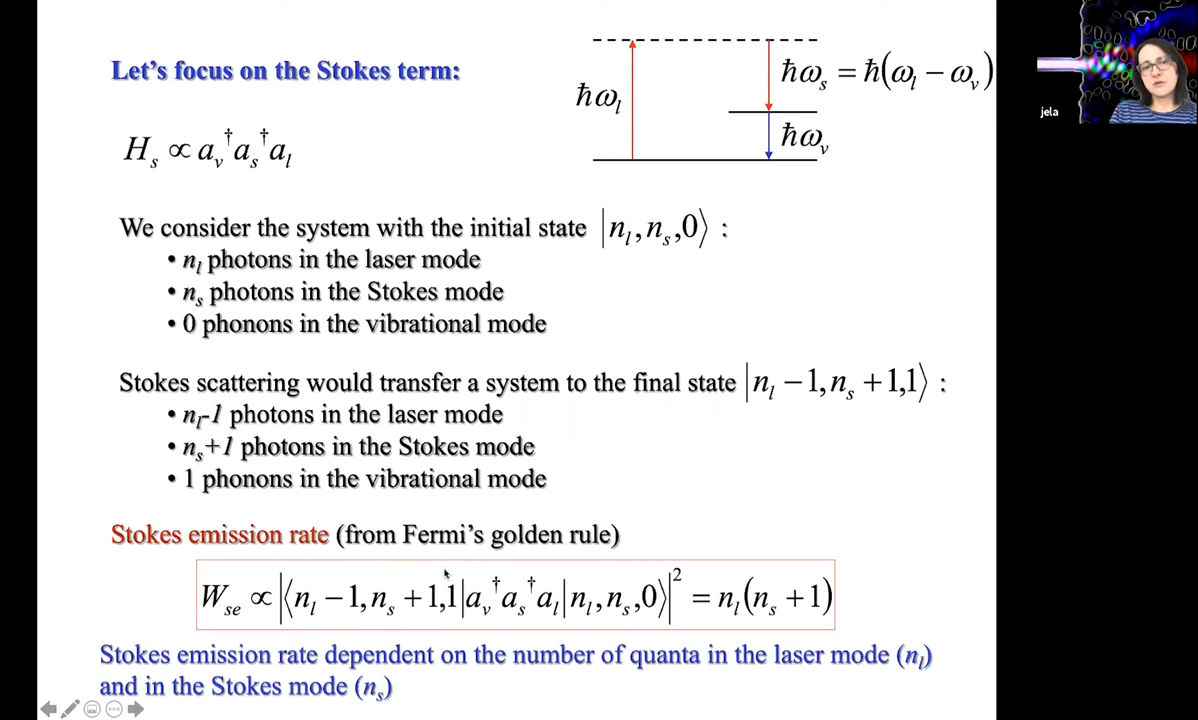 Let's focus on the Stokes term:
ħω_l
ħω_s = ħ(ω_l − ω_v)
ħω_v
H_s ∝ a_v† a_s† a_l
We consider the system with the initial state |n_l, n_s, 0⟩ :
• n_l photons in the laser mode
• n_s photons in the Stokes mode
• 0 phonons in the vibrational mode
Stokes scattering would transfer a system to the final state |n_l − 1, n_s + 1,1⟩ :
• n_l-1 photons in the laser mode
• n_s+1 photons in the Stokes mode
• 1 phonons in the vibrational mode
Stokes emission rate (from Fermi's golden rule)
W_se ∝ |⟨n_l − 1, n_s + 1,1| a_v† a_s† a_l |n_l, n_s, 0⟩|² = n_l(n_s + 1)
Stokes emission rate dependent on the number of quanta in the laser mode (n_l)
and in the Stokes mode (n_s)
jela